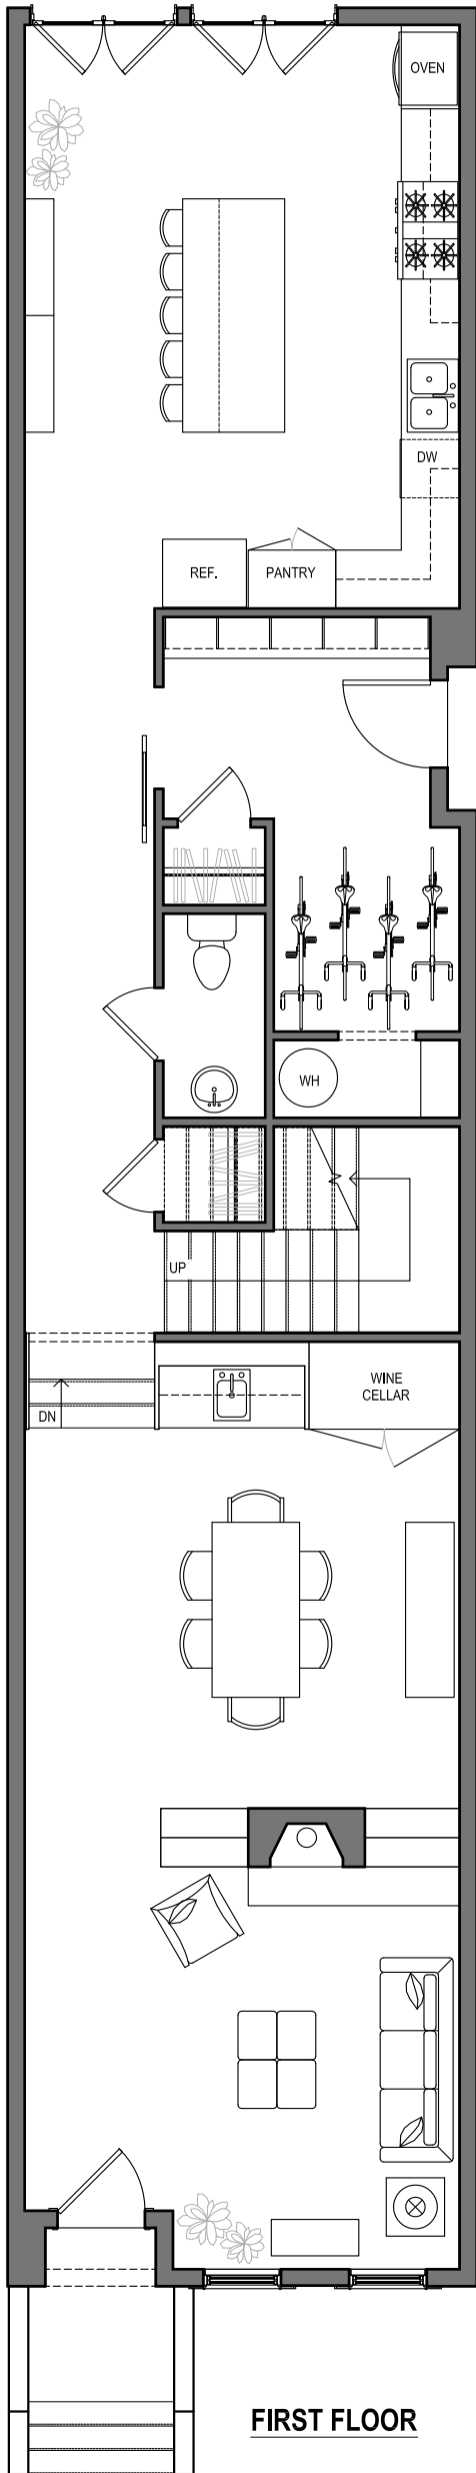 OVEN
DW
REF.
PANTRY
WH
UP
WINE
CELLAR
DN
FIRST FLOOR